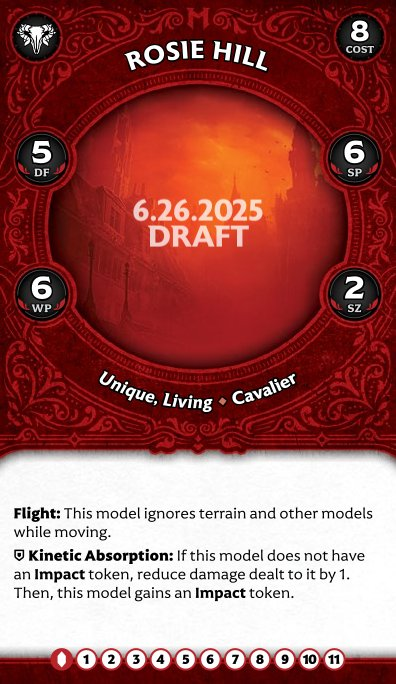 8
COST
ROSIE HILL
5
DF
6
SP
6.26.2025
DRAFT
6
WP
2
SZ
Unique, Living • Cavalier
Flight: This model ignores terrain and other models
while moving.
Kinetic Absorption: If this model does not have
an Impact token, reduce damage dealt to it by 1.
Then, this model gains an Impact token.
1 2 3 4 5 6 7 8 9 10 11